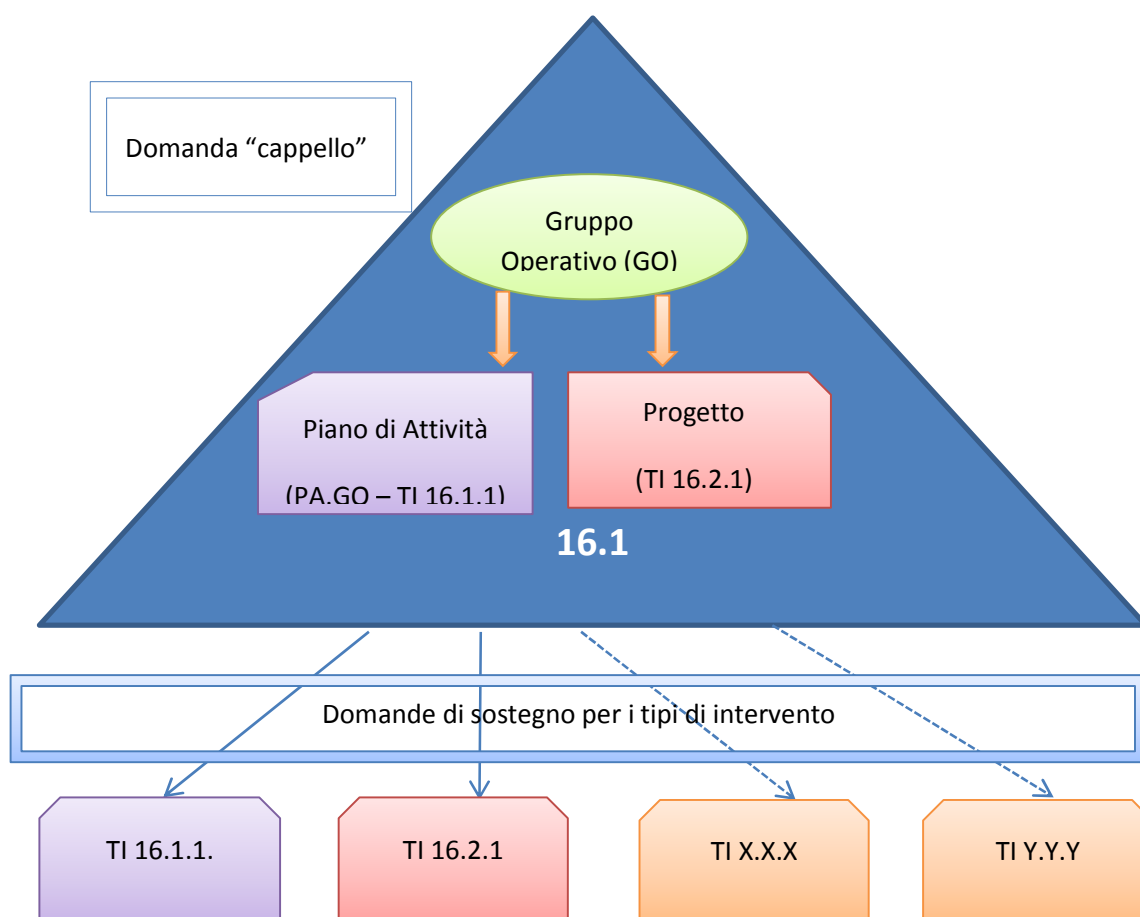 Domanda “cappello”
Gruppo
Operativo (GO)
Piano di Attività
(PA.GO – TI 16.1.1)
Progetto
(TI 16.2.1)
16.1
Domande di sostegno per i tipi di intervento
TI 16.1.1.
TI 16.2.1
TI X.X.X
TI Y.Y.Y